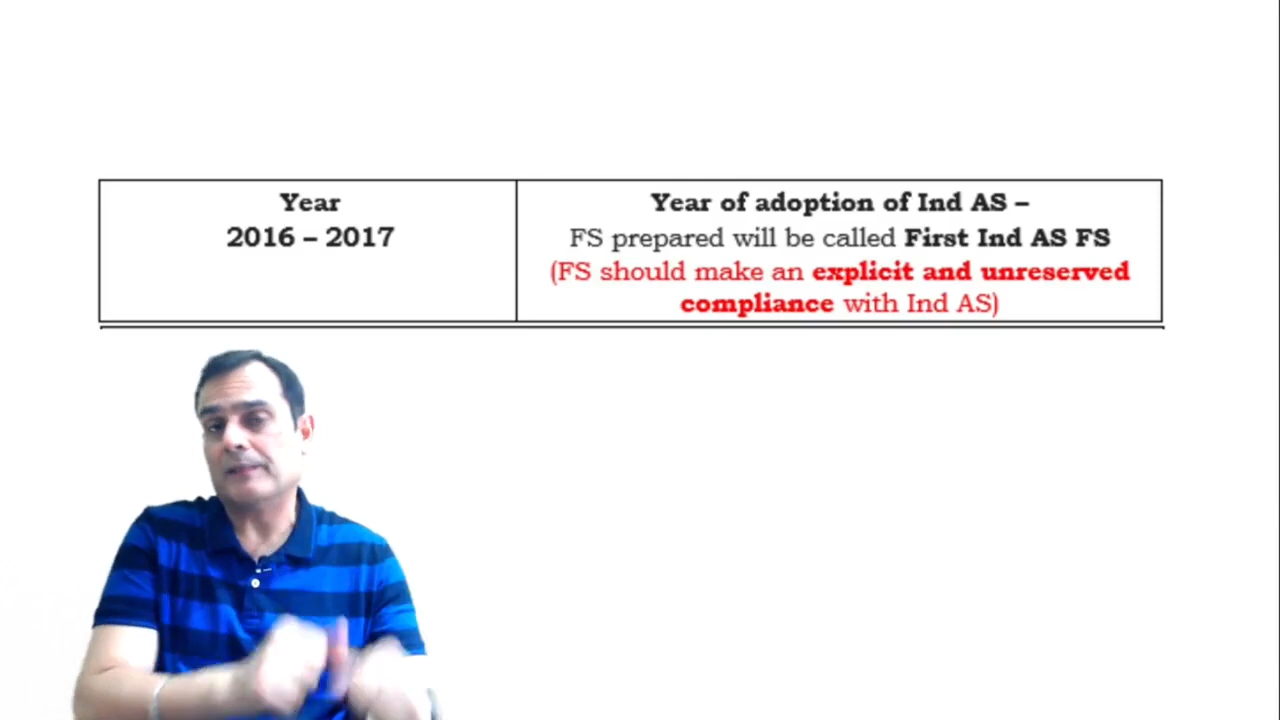 Year
2016 – 2017
Year of adoption of Ind AS –
FS prepared will be called First Ind AS FS
(FS should make an explicit and unreserved
compliance with Ind AS)